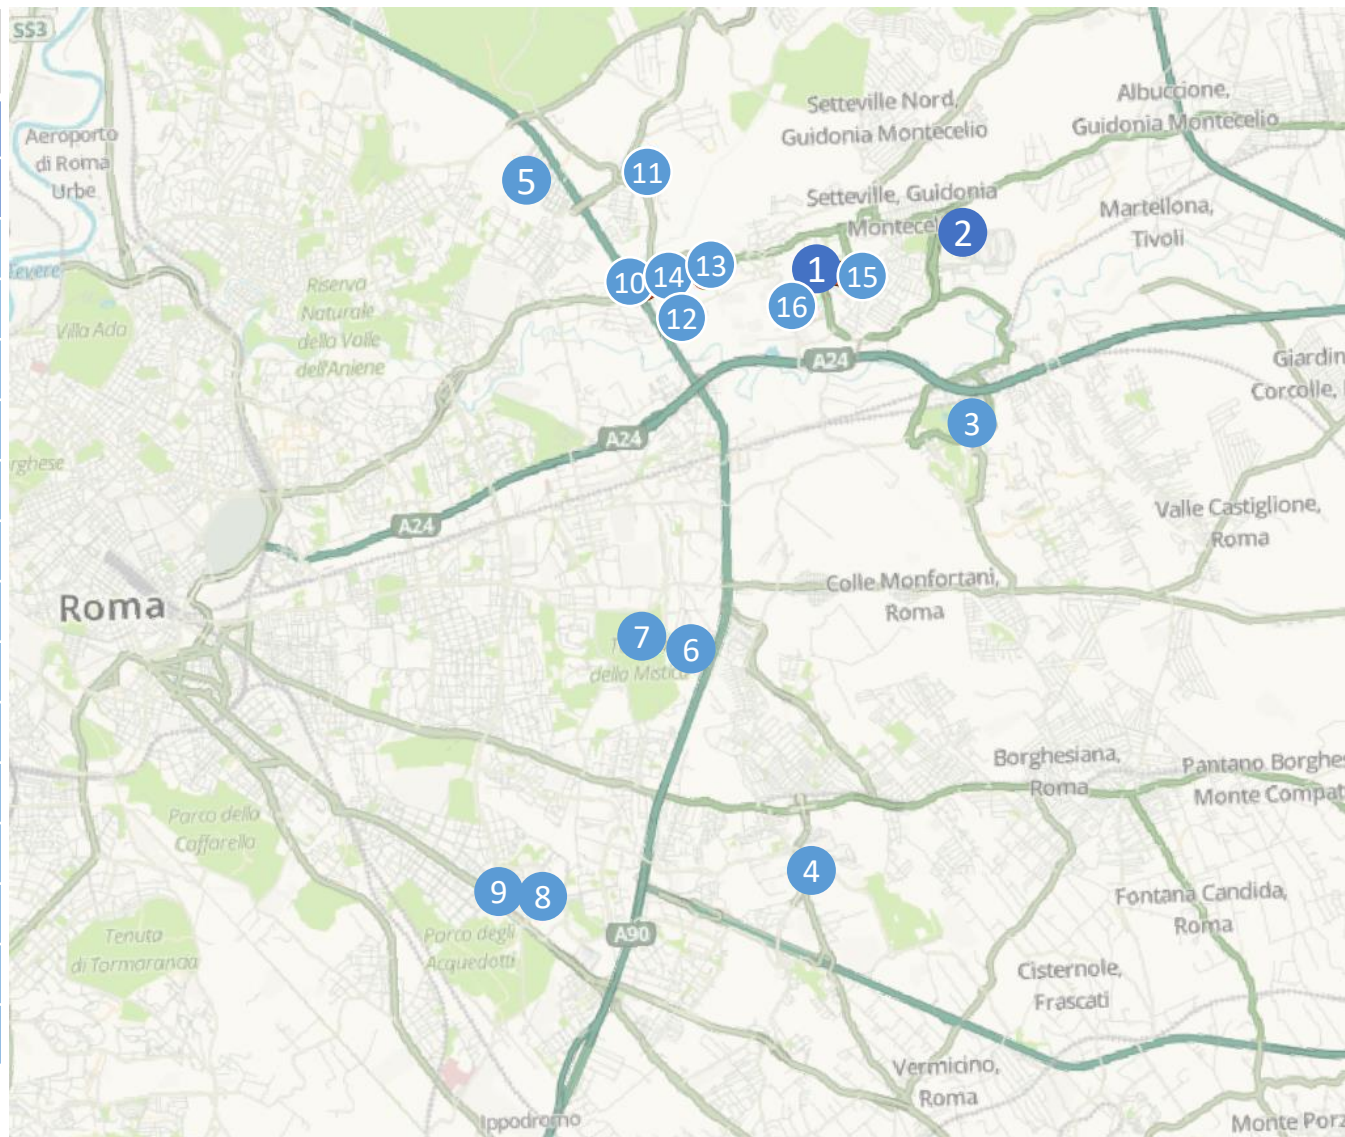 SS3
Albuccione,
Guidonia Montecelio
Setteville Nord,
Guidonia Montecelio
Aeroporto
di Roma
Urbe
5
11
Setteville, Guidonia
2
Martellona,
Tivoli
Tevere
Riserva
Naturale
della Valle
dell'Aniene
10
14
13
1
15
16
12
Villa Ada
A24
A24
A24
Giardin
Corcolle,
3
rghese
Valle Castiglione,
Roma
Roma
Colle Monfortani,
Roma
7
6
della Mistica
Borghesiana,
Roma
Pantano Borghes
Monte Compat
Parco della
Caffarella
4
9
8
Fontana Candida,
Roma
Tenuta
di Tormarancia
Parco degli
Acquedotti
A90
Cisternole,
Frascati
Vermicino,
Roma
Ippodromo
Monte Porz